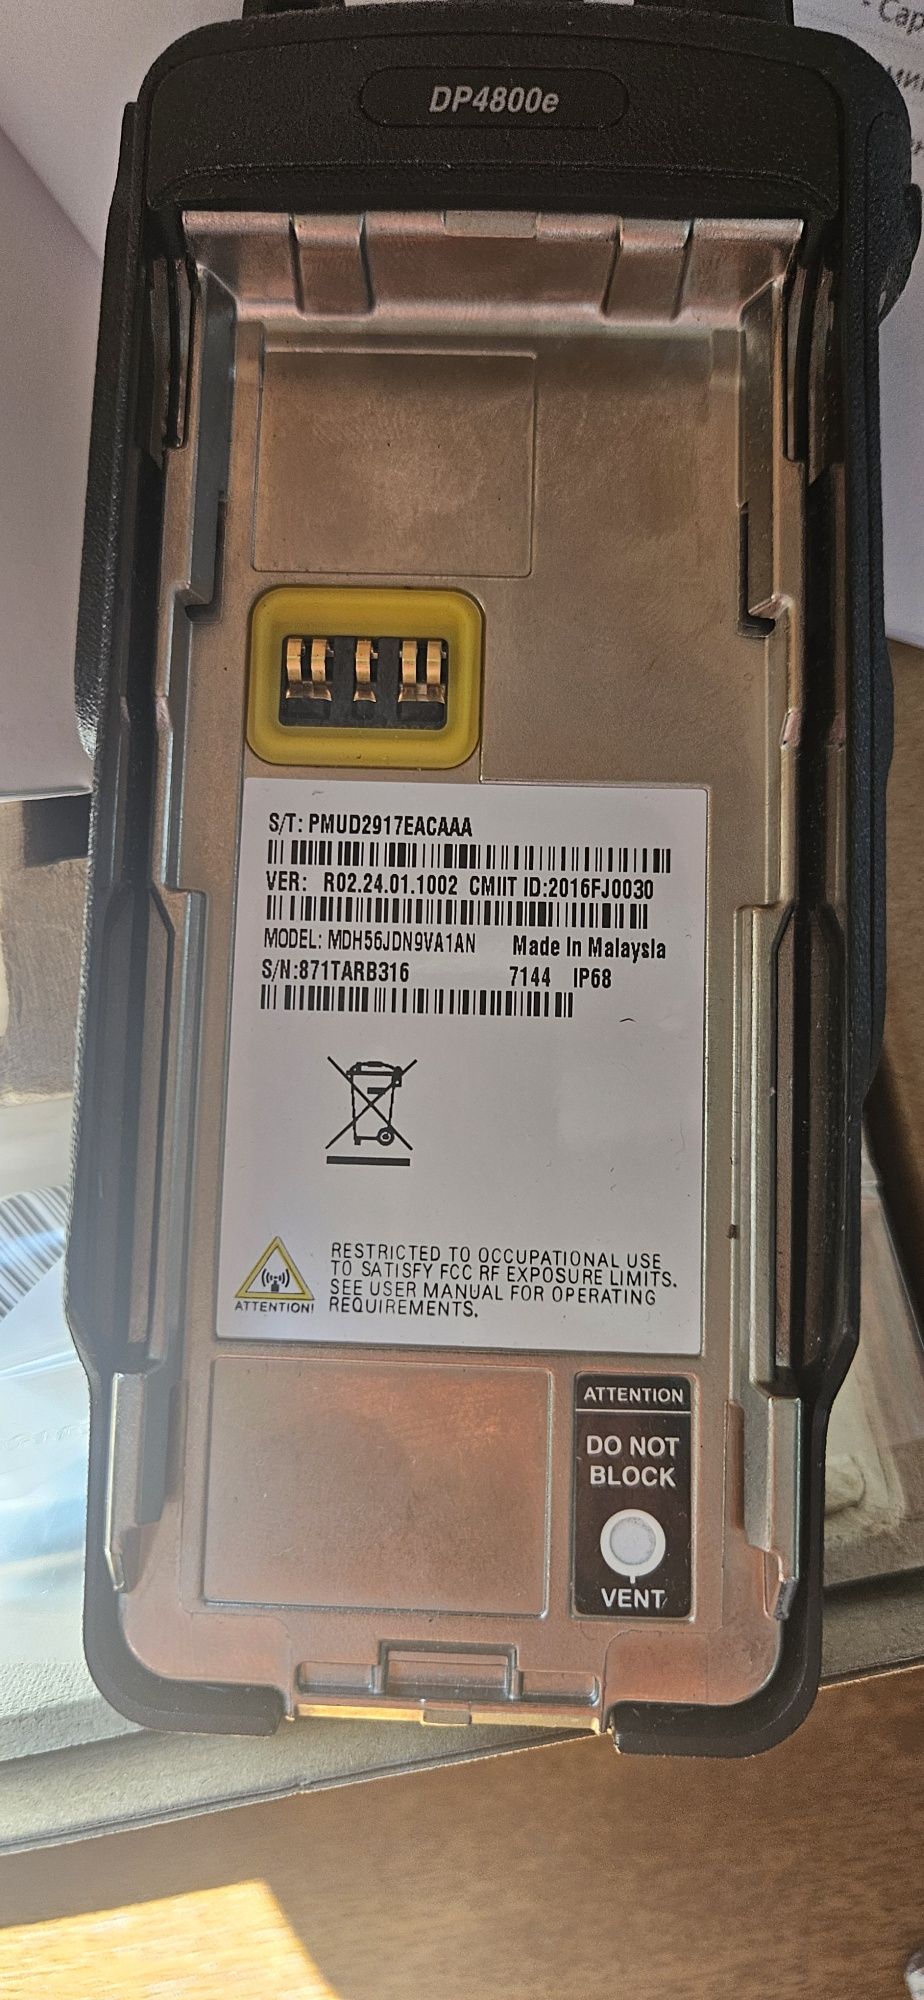 DP4800e
S/T: PMUD2917EACAAA
VER: R02.24.01.1002 CMIIT ID:2016FJ0030
MODEL: MDH56JDN9VA1AN Made In Malaysia
S/N:871TARB316 7144 IP68
RESTRICTED TO OCCUPATIONAL USE
TO SATISFY FCC RF EXPOSURE LIMITS.
SEE USER MANUAL FOR OPERATING
REQUIREMENTS.
ATTENTION!
ATTENTION
DO NOT
BLOCK
VENT